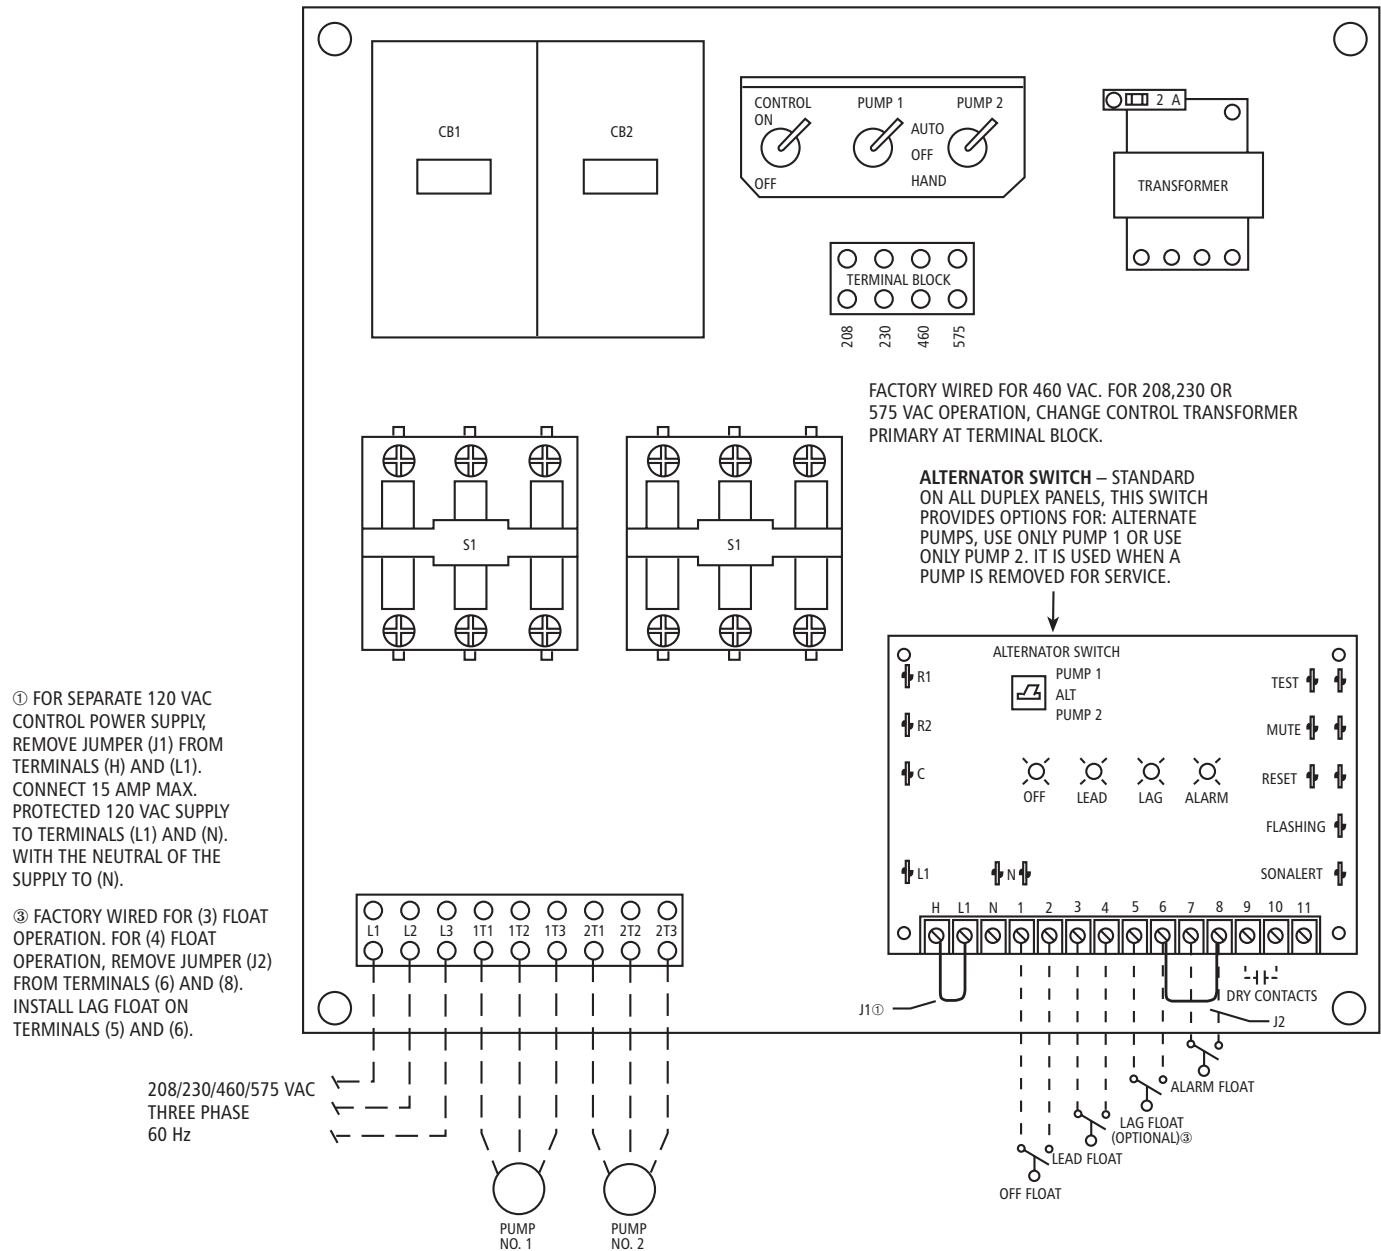 CB1
CB2
CONTROL
ON
OFF
PUMP 1
PUMP 2
AUTO
OFF
HAND
2 A
TRANSFORMER
TERMINAL BLOCK
208
230
460
575
FACTORY WIRED FOR 460 VAC. FOR 208,230 OR
575 VAC OPERATION, CHANGE CONTROL TRANSFORMER
PRIMARY AT TERMINAL BLOCK.
ALTERNATOR SWITCH – STANDARD
ON ALL DUPLEX PANELS, THIS SWITCH
PROVIDES OPTIONS FOR: ALTERNATE
PUMPS, USE ONLY PUMP 1 OR USE
ONLY PUMP 2. IT IS USED WHEN A
PUMP IS REMOVED FOR SERVICE.
S1
S1
① FOR SEPARATE 120 VAC
CONTROL POWER SUPPLY,
REMOVE JUMPER (J1) FROM
TERMINALS (H) AND (L1).
CONNECT 15 AMP MAX.
PROTECTED 120 VAC SUPPLY
TO TERMINALS (L1) AND (N).
WITH THE NEUTRAL OF THE
SUPPLY TO (N).
③ FACTORY WIRED FOR (3) FLOAT
OPERATION. FOR (4) FLOAT
OPERATION, REMOVE JUMPER (J2)
FROM TERMINALS (6) AND (8).
INSTALL LAG FLOAT ON
TERMINALS (5) AND (6).
ALTERNATOR SWITCH
PUMP 1
ALT
PUMP 2
R1
R2
C
L1
N
OFF
LEAD
LAG
ALARM
TEST
MUTE
RESET
FLASHING
SONALERT
H L1 N 1 2 3 4 5 6 7 8 9 10 11
L1 L2 L3 1T1 1T2 1T3 2T1 2T2 2T3
J1①
DRY CONTACTS
J2
208/230/460/575 VAC
THREE PHASE
60 Hz
ALARM FLOAT
LAG FLOAT
(OPTIONAL)③
LEAD FLOAT
OFF FLOAT
PUMP
NO. 1
PUMP
NO. 2